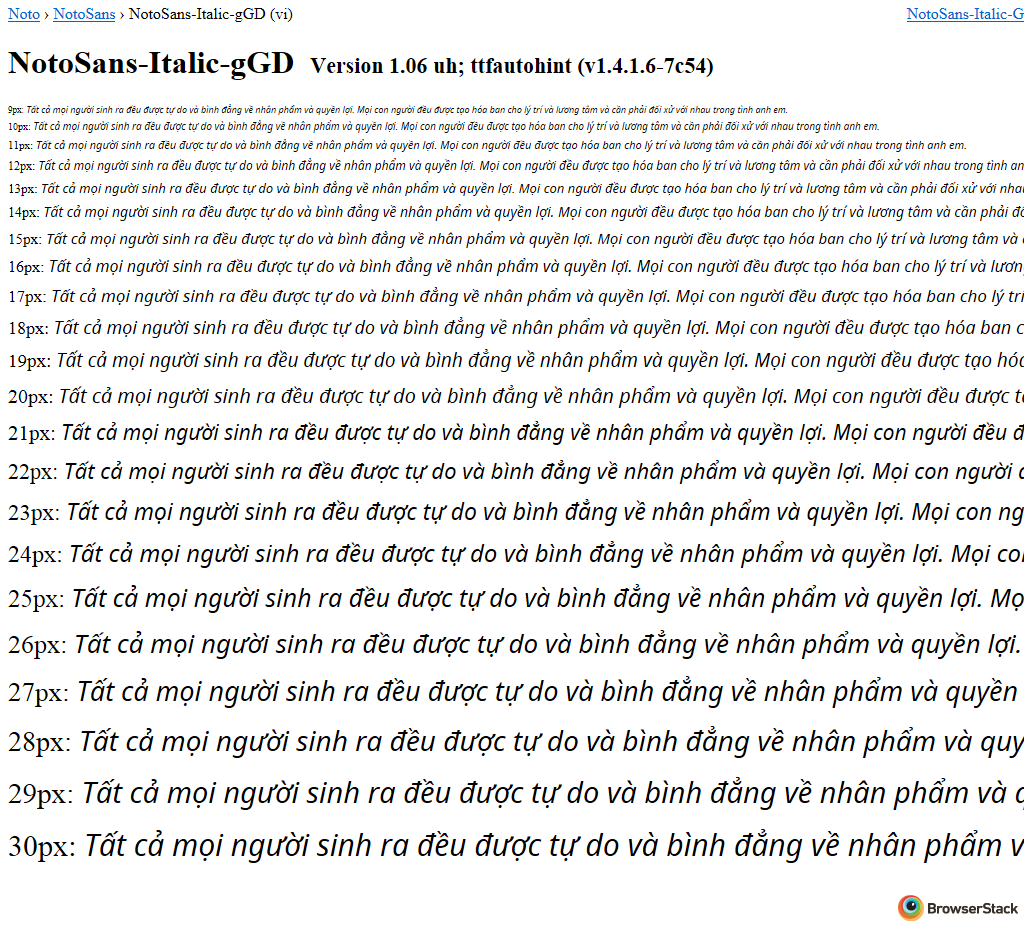 Noto › NotoSans › NotoSans-Italic-gGD (vi) NotoSans-Italic-G
NotoSans-Italic-gGD Version 1.06 uh; ttfautohint (v1.4.1.6-7c54)
9px: Tất cả mọi người sinh ra đều được tự do và bình đẳng về nhân phẩm và quyền lợi. Mọi con người đều được tạo hóa ban cho lý trí và lương tâm và cần phải đối xử với nhau trong tình anh em.
10px: Tất cả mọi người sinh ra đều được tự do và bình đẳng về nhân phẩm và quyền lợi. Mọi con người đều được tạo hóa ban cho lý trí và lương tâm và cần phải đối xử với nhau trong tình anh em.
11px: Tất cả mọi người sinh ra đều được tự do và bình đẳng về nhân phẩm và quyền lợi. Mọi con người đều được tạo hóa ban cho lý trí và lương tâm và cần phải đối xử với nhau trong tình anh em.
12px: Tất cả mọi người sinh ra đều được tự do và bình đẳng về nhân phẩm và quyền lợi. Mọi con người đều được tạo hóa ban cho lý trí và lương tâm và cần phải đối xử với nhau trong tình an
13px: Tất cả mọi người sinh ra đều được tự do và bình đẳng về nhân phẩm và quyền lợi. Mọi con người đều được tạo hóa ban cho lý trí và lương tâm và cần phải đối xử với nhau
14px: Tất cả mọi người sinh ra đều được tự do và bình đẳng về nhân phẩm và quyền lợi. Mọi con người đều được tạo hóa ban cho lý trí và lương tâm và cần phải đố
15px: Tất cả mọi người sinh ra đều được tự do và bình đẳng về nhân phẩm và quyền lợi. Mọi con người đều được tạo hóa ban cho lý trí và lương tâm và
16px: Tất cả mọi người sinh ra đều được tự do và bình đẳng về nhân phẩm và quyền lợi. Mọi con người đều được tạo hóa ban cho lý trí và lươn
17px: Tất cả mọi người sinh ra đều được tự do và bình đẳng về nhân phẩm và quyền lợi. Mọi con người đều được tạo hóa ban cho lý trí
18px: Tất cả mọi người sinh ra đều được tự do và bình đẳng về nhân phẩm và quyền lợi. Mọi con người đều được tạo hóa ban c
19px: Tất cả mọi người sinh ra đều được tự do và bình đẳng về nhân phẩm và quyền lợi. Mọi con người đều được tạo hóa
20px: Tất cả mọi người sinh ra đều được tự do và bình đẳng về nhân phẩm và quyền lợi. Mọi con người đều được tạ
21px: Tất cả mọi người sinh ra đều được tự do và bình đẳng về nhân phẩm và quyền lợi. Mọi con người đều đ
22px: Tất cả mọi người sinh ra đều được tự do và bình đẳng về nhân phẩm và quyền lợi. Mọi con người đ
23px: Tất cả mọi người sinh ra đều được tự do và bình đẳng về nhân phẩm và quyền lợi. Mọi con ng
24px: Tất cả mọi người sinh ra đều được tự do và bình đẳng về nhân phẩm và quyền lợi. Mọi con
25px: Tất cả mọi người sinh ra đều được tự do và bình đẳng về nhân phẩm và quyền lợi. Mọ
26px: Tất cả mọi người sinh ra đều được tự do và bình đẳng về nhân phẩm và quyền lợi.
27px: Tất cả mọi người sinh ra đều được tự do và bình đẳng về nhân phẩm và quyền
28px: Tất cả mọi người sinh ra đều được tự do và bình đẳng về nhân phẩm và quy
29px: Tất cả mọi người sinh ra đều được tự do và bình đẳng về nhân phẩm và q
30px: Tất cả mọi người sinh ra đều được tự do và bình đẳng về nhân phẩm v
BrowserStack